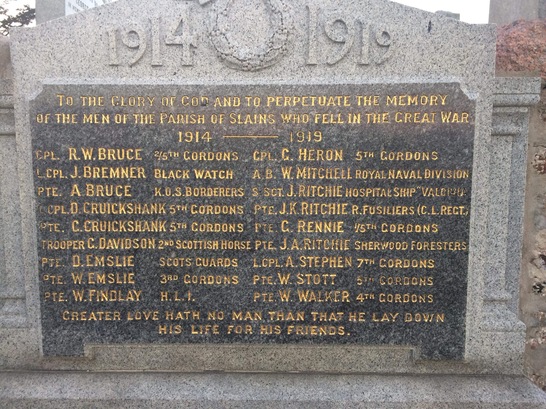 1914 1919
TO THE GLORY OF GOD AND TO PERPETUATE THE MEMORY
OF THE MEN OF THE PARISH OF SLAINS WHO FELL IN THE GREAT WAR
1914 — 1919
CPL. R.W. BRUCE 2/5TH GORDONS CPL. G. HERON 5TH GORDONS
L.CPL. J. BREMNER BLACK WATCH A.B. W. MITCHELL ROYAL NAVAL DIVISION
PTE. A. BRUCE K.O.S. BORDERERS S.SGT. J. RITCHIE HOSPITAL SHIP
L.CPL. D. CRUICKSHANK 5TH GORDONS PTE. J.K. RITCHIE R. FUSILIERS (C.L. REGT.)
PTE. C. CRUICKSHANK 5TH GORDONS PTE. G. RENNIE 1/5TH GORDONS
TROOPER G. DAVIDSON 2ND SCOTTISH HORSE PTE. J.A. RITCHIE SHERWOOD FORESTERS
PTE. D. EMSLIE SCOTS GUARDS L.CPL. A. STEPHEN 7TH GORDONS
PTE. W. EMSLIE 3RD GORDONS PTE. W. STOTT 5TH GORDONS
PTE. W. FINDLAY H.L.I. PTE. W. WALKER 4TH GORDONS
GREATER LOVE HATH NO MAN, THAN THAT HE LAY DOWN
HIS LIFE FOR HIS FRIENDS.